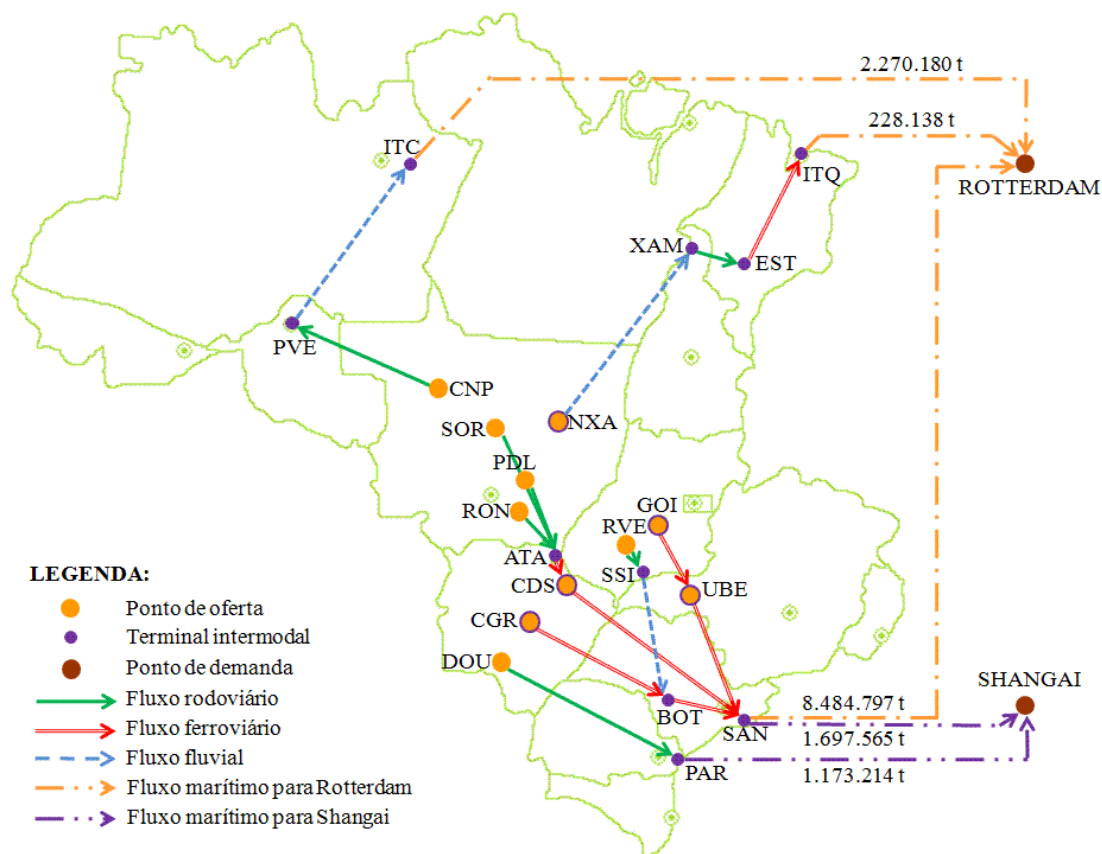 2.270.180 t
228.138 t
ITC
ITQ
ROTTERDAM
XAM
EST
PVE
CNP
NXA
SOR
PDL
GOI
RON
RVE
ATA
SSI
CDS
UBE
CGR
DOU
LEGENDA:
Ponto de oferta
Terminal intermodal
Ponto de demanda
Fluxo rodoviário
Fluxo ferroviário
Fluxo fluvial
Fluxo marítimo para Rotterdam
Fluxo marítimo para Shangai
SHANGAI
8.484.797 t
BOT
SAN
1.697.565 t
PAR
1.173.214 t